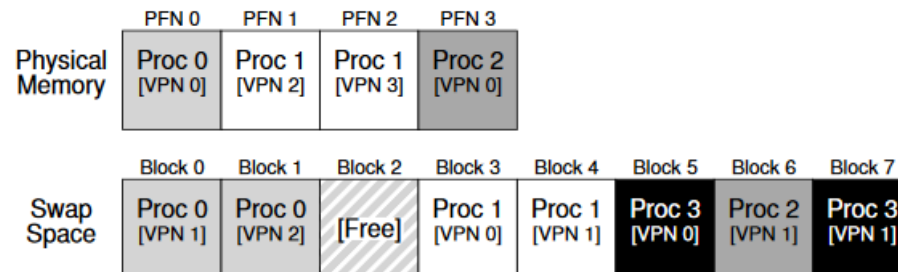 PFN 0 PFN 1 PFN 2 PFN 3
Physical Memory
Proc 0 [VPN 0]
Proc 1 [VPN 2]
Proc 1 [VPN 3]
Proc 2 [VPN 0]
Block 0 Block 1 Block 2 Block 3 Block 4 Block 5 Block 6 Block 7
Swap Space
Proc 0 [VPN 1]
Proc 0 [VPN 2]
[Free]
Proc 1 [VPN 0]
Proc 1 [VPN 1]
Proc 3 [VPN 0]
Proc 2 [VPN 1]
Proc 3 [VPN 1]